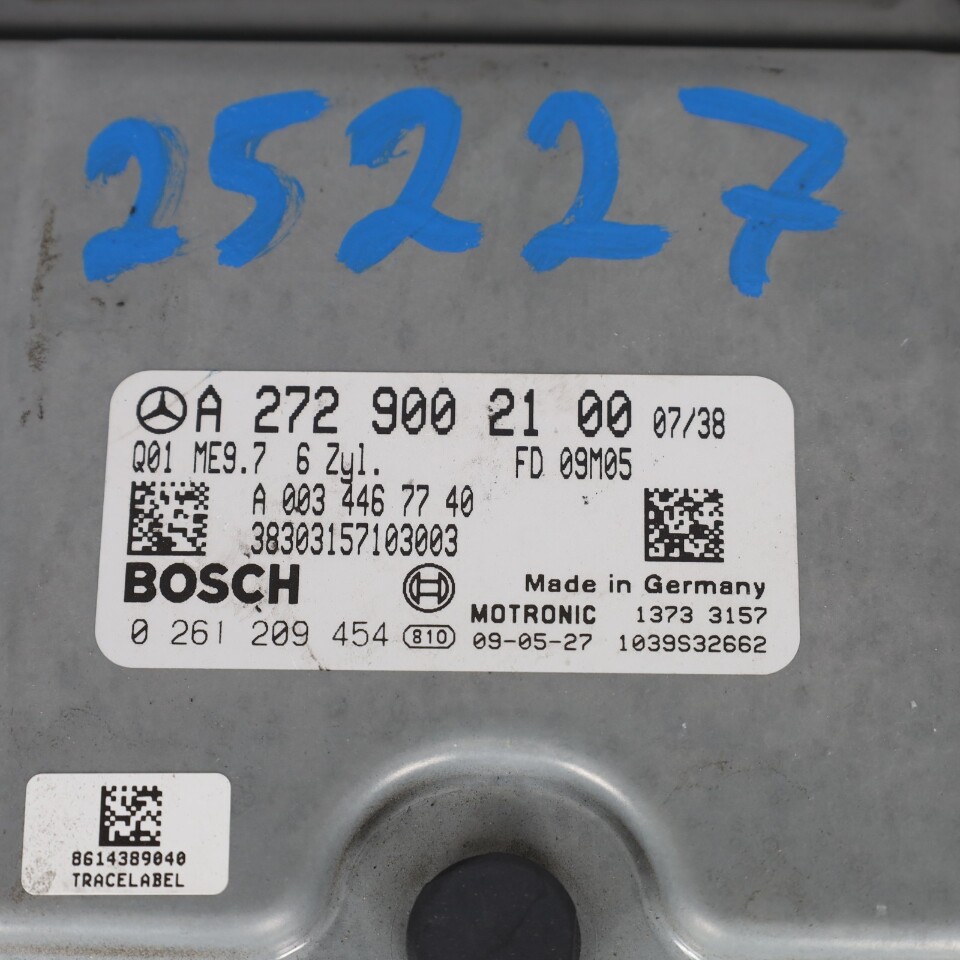 25227
A 272 900 21 00 07/38
Q01 ME9.7 6 Zyl. FD 09M05
A 003 446 77 40
38303157103003
BOSCH Made in Germany
MOTRONIC 1373 3157
0 261 209 454 810 09-05-27 1039S32662
8614389040
TRACELABEL